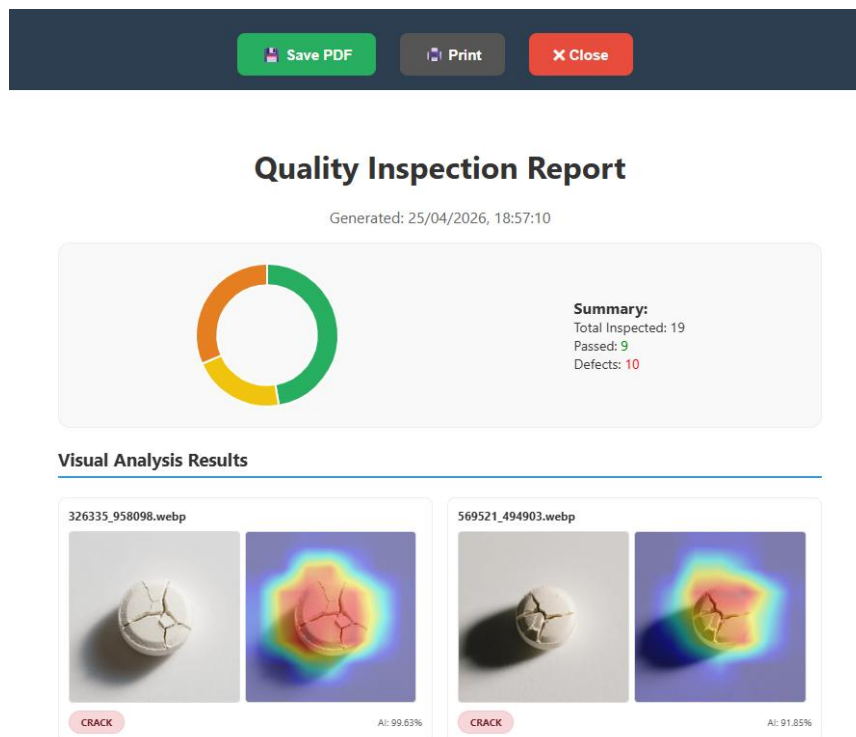 Save PDF
Print
Close
Quality Inspection Report
Generated: 25/04/2026, 18:57:10
Summary:
Total Inspected: 19
Passed: 9
Defects: 10
Visual Analysis Results
326335_958098.webp
569521_494903.webp
CRACK
AI: 99.63%
CRACK
AI: 91.85%